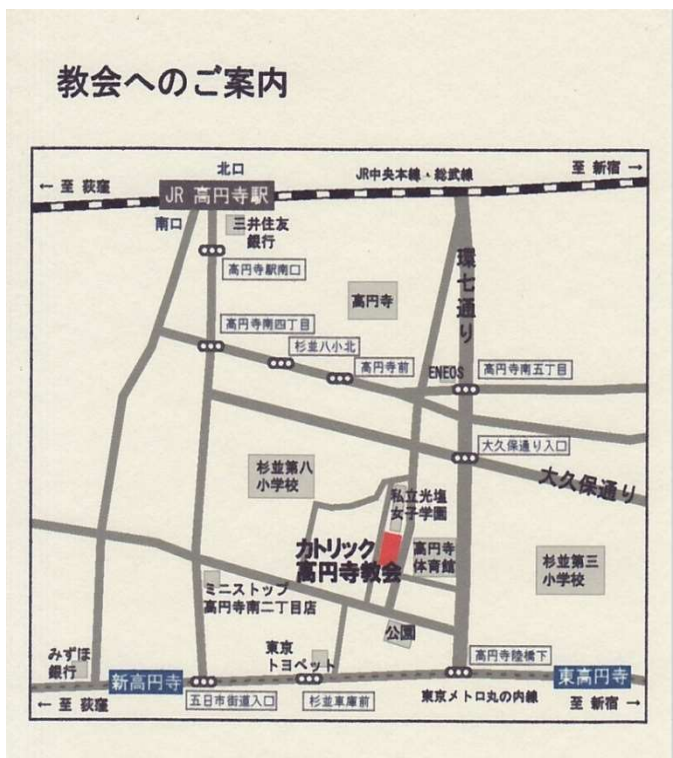 教会へのご案内
北口
JR中央本線・総武線
至 新宿 →
← 至 荻窪
JR 高円寺駅
南口
三井住友
銀行
高円寺駅南口
環七通り
高円寺
高円寺南四丁目
杉並八小北
高円寺前
ENEOS
高円寺南五丁目
大久保通り入口
大久保通り
杉並第八
小学校
私立光塩
女子学園
カトリック
高円寺教会
高円寺
体育館
杉並第三
小学校
ミニストップ
高円寺南二丁目店
公園
みずほ
銀行
東京
トヨペット
高円寺陸橋下
新高円寺
東高円寺
五日市街道入口
杉並車庫前
東京メトロ丸の内線
← 至 荻窪
至 新宿 →